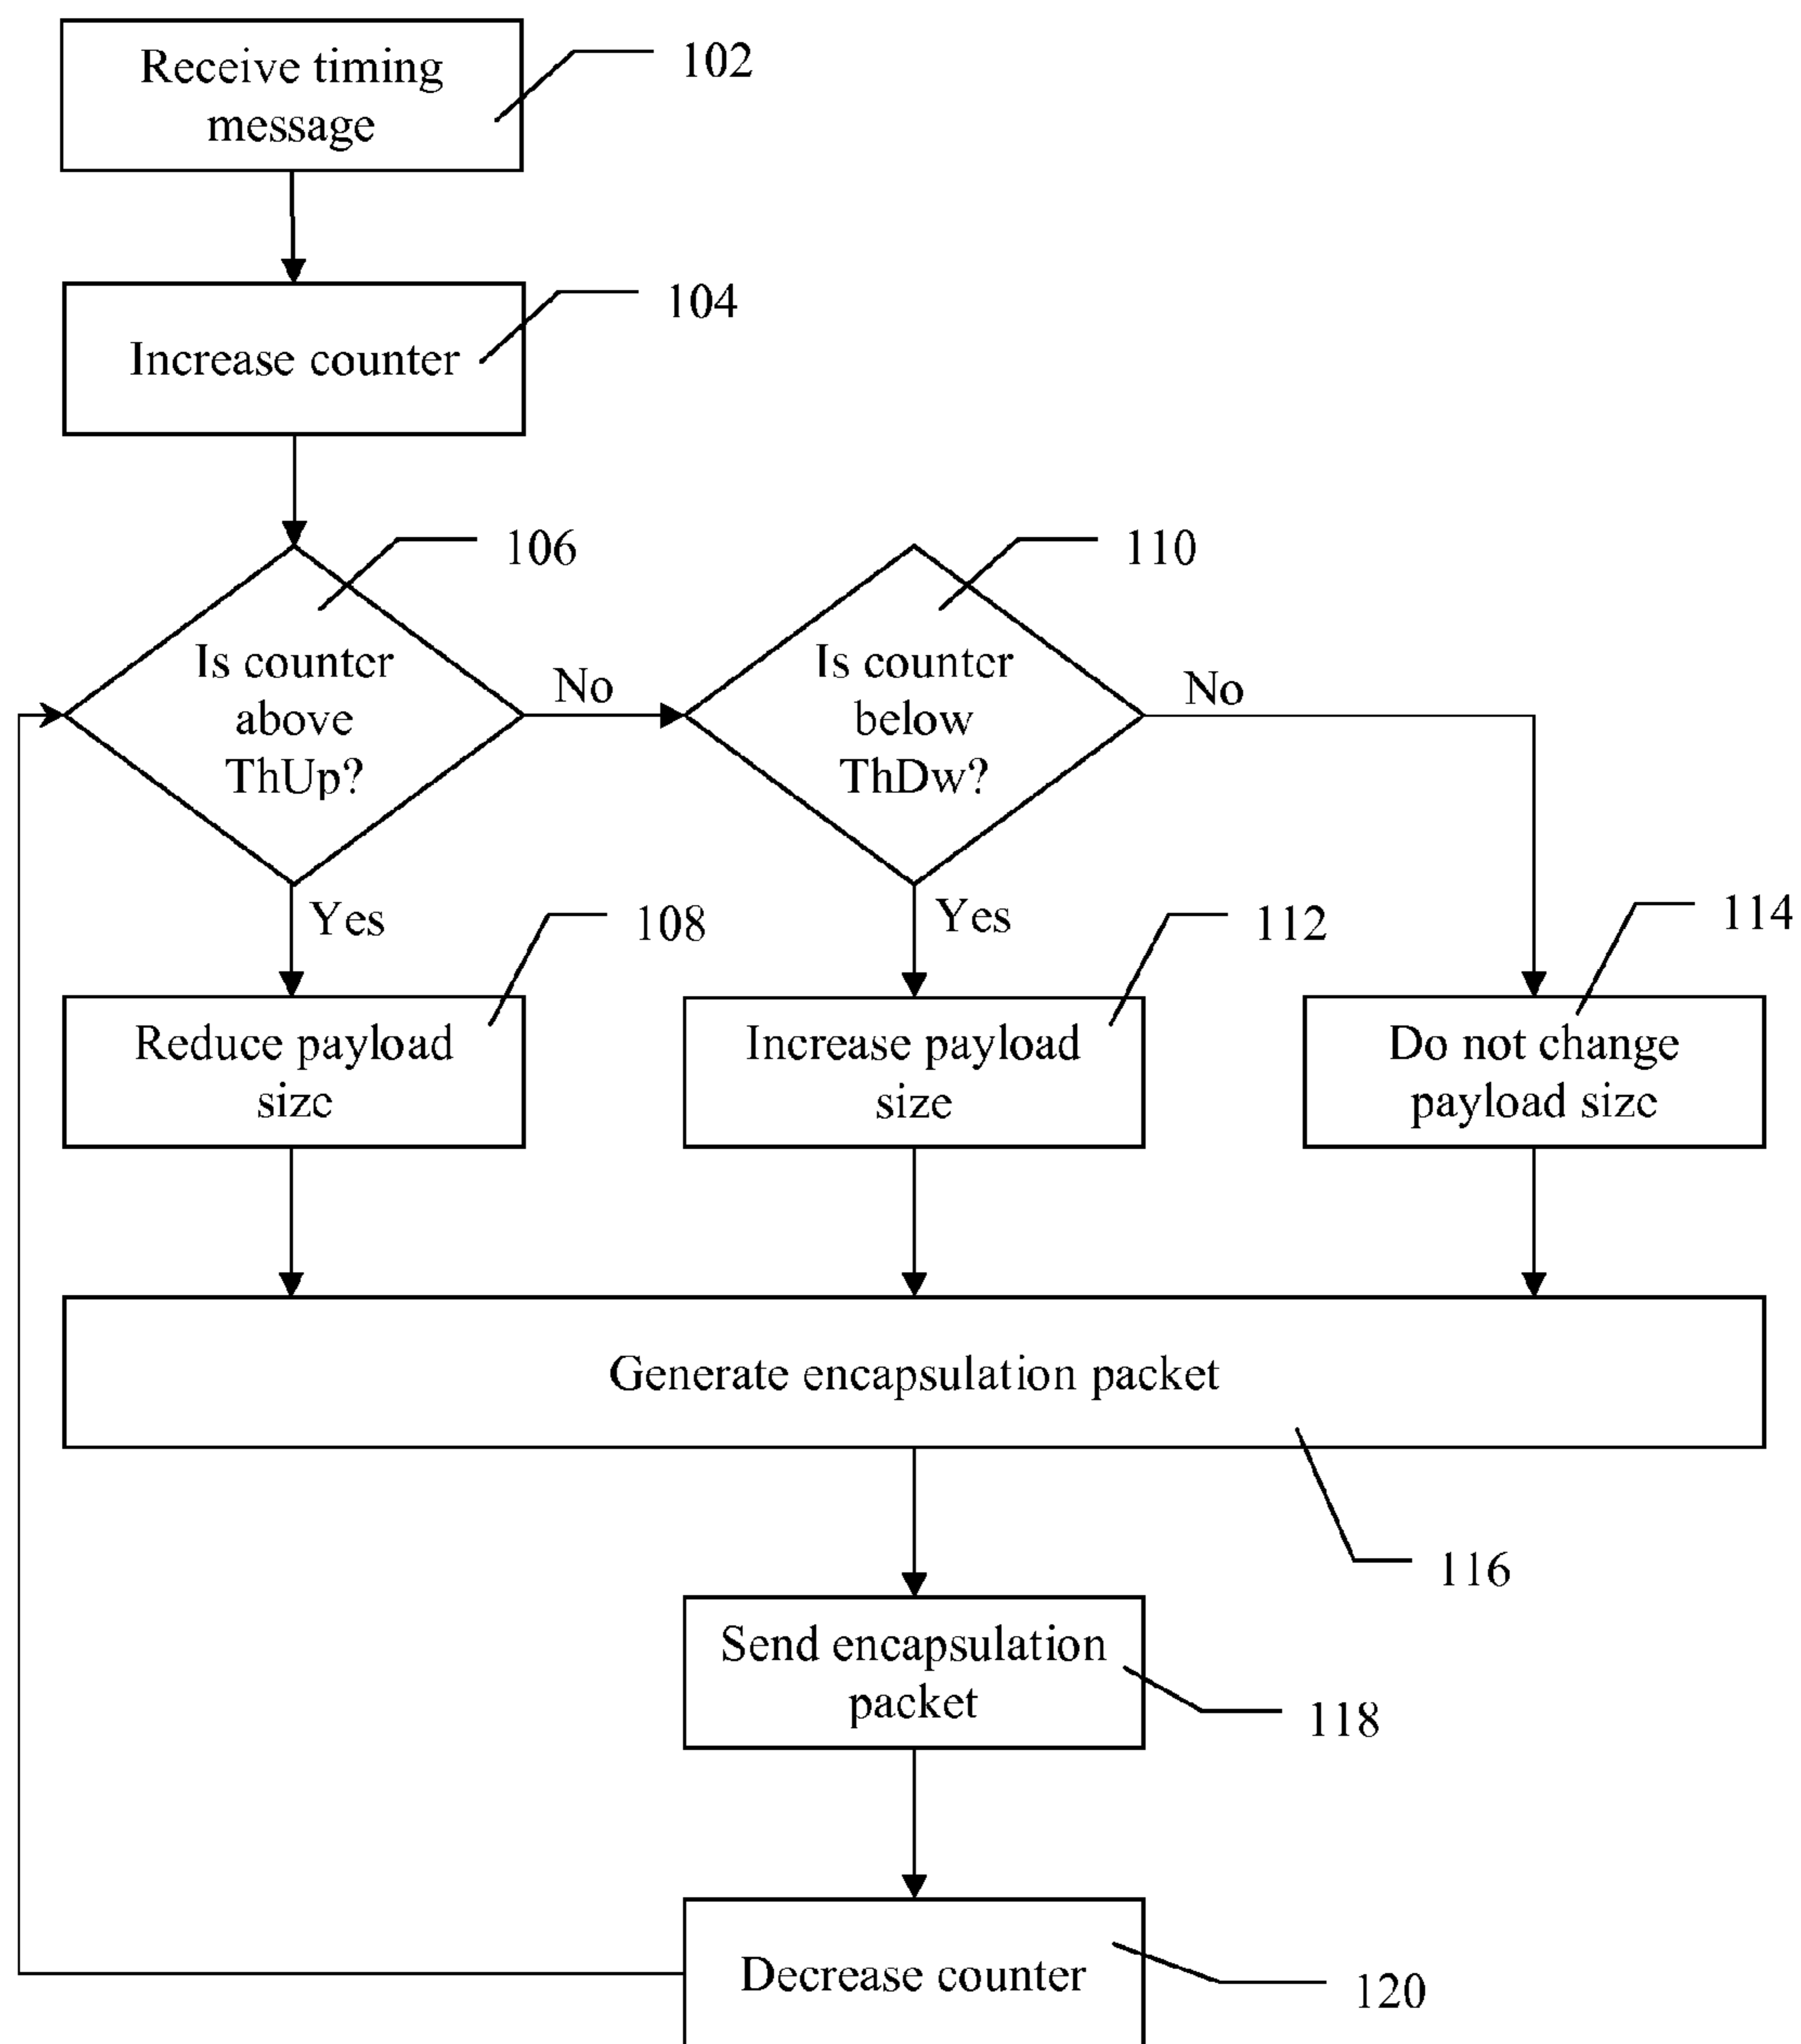 Receive timing
message
102
Increase counter
104
106
Is counter
above
ThUp?
No
110
Is counter
below
ThDw?
No
Yes
108
Yes
112
114
Reduce payload
size
Increase payload
size
Do not change
payload size
Generate encapsulation packet
116
Send encapsulation
packet
118
Decrease counter
120